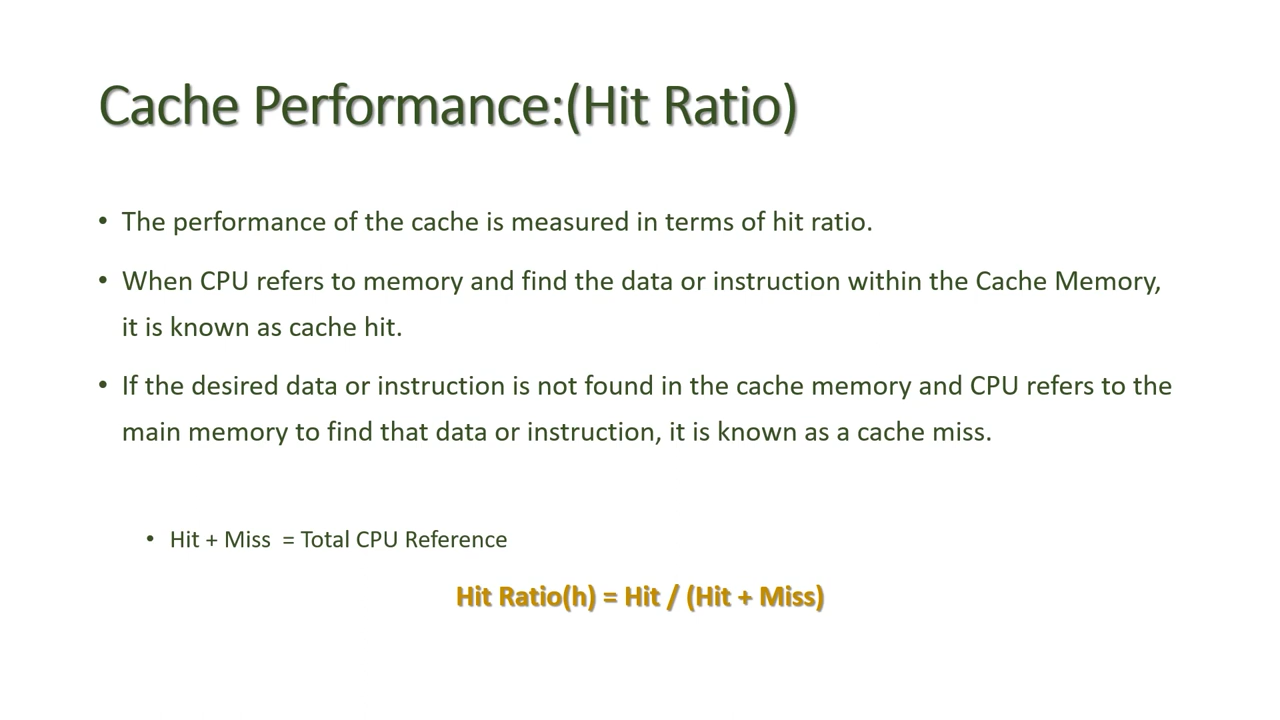 Cache Performance:(Hit Ratio)
• The performance of the cache is measured in terms of hit ratio.
• When CPU refers to memory and find the data or instruction within the Cache Memory,
it is known as cache hit.
• If the desired data or instruction is not found in the cache memory and CPU refers to the
main memory to find that data or instruction, it is known as a cache miss.
• Hit + Miss = Total CPU Reference
Hit Ratio(h) = Hit / (Hit + Miss)